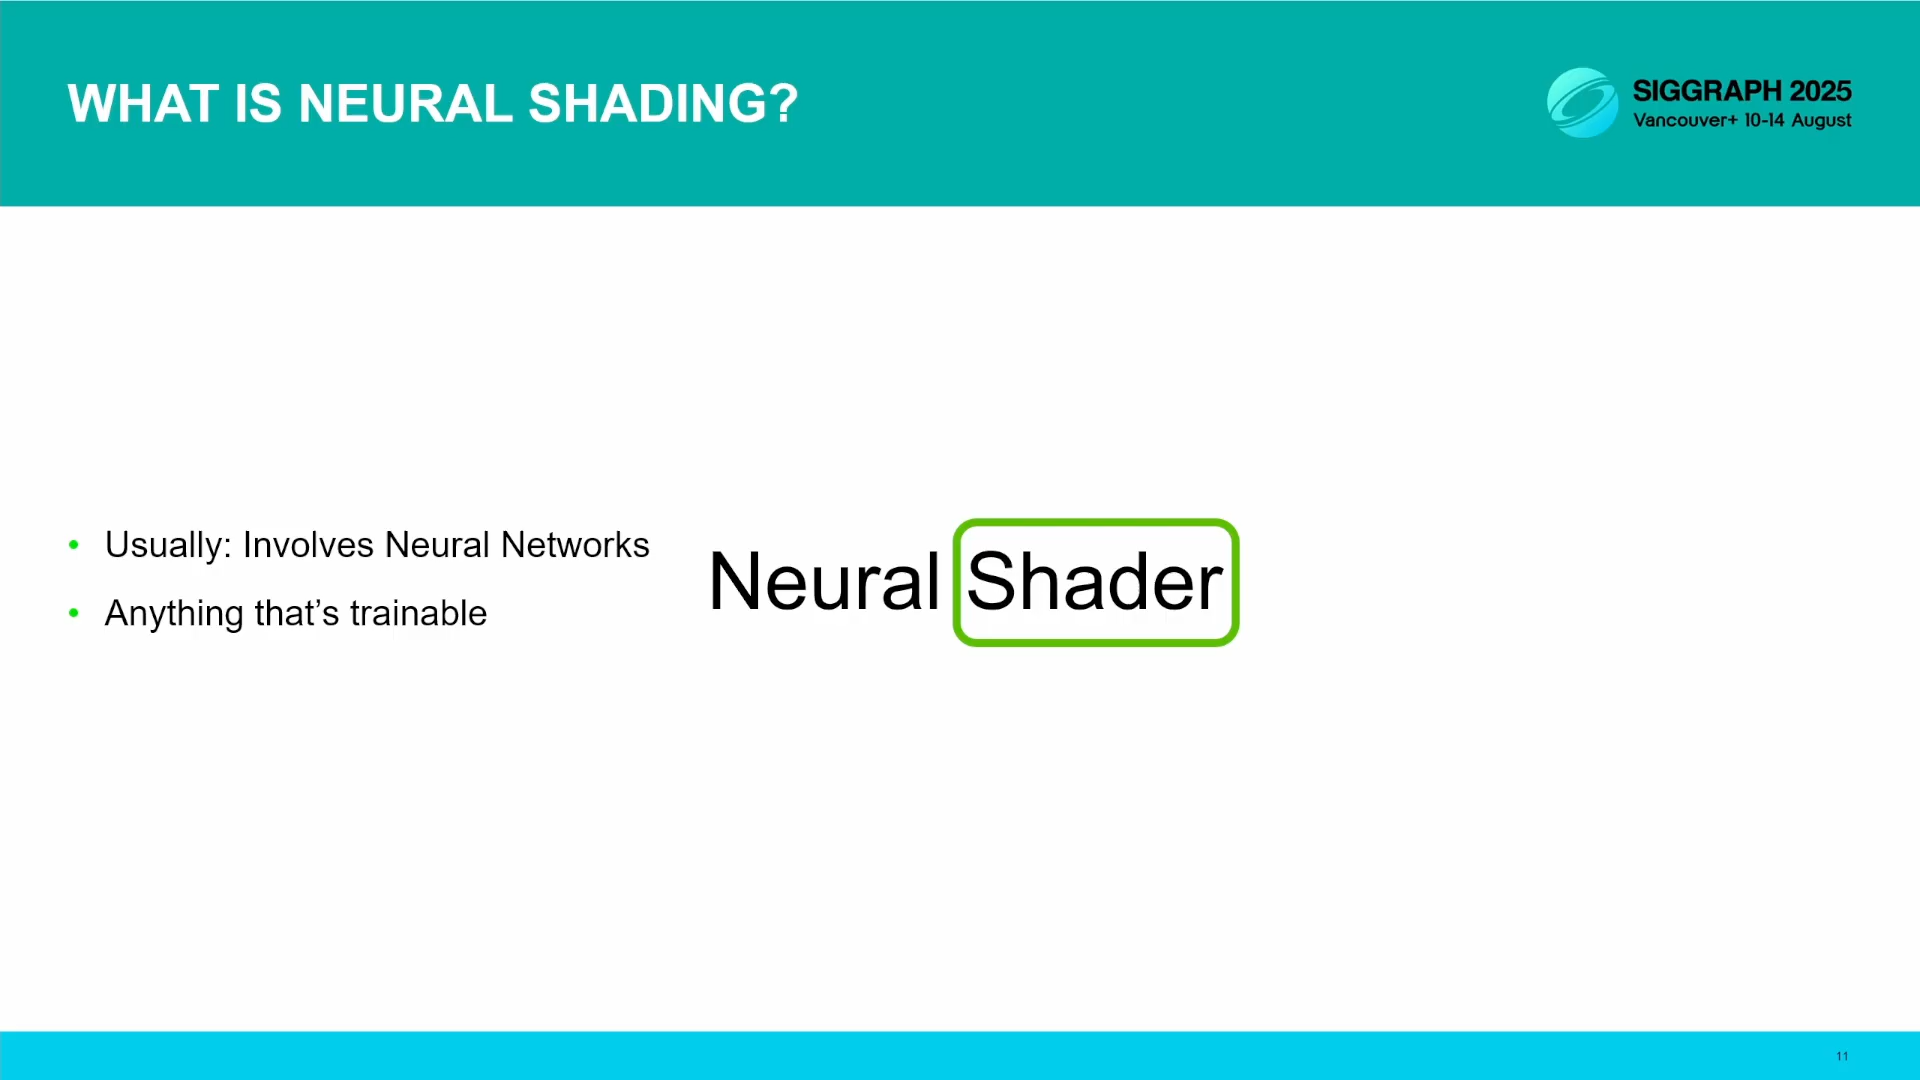 WHAT IS NEURAL SHADING?
SIGGRAPH 2025
Vancouver+ 10-14 August
• Usually: Involves Neural Networks
• Anything that’s trainable
Neural Shader
11